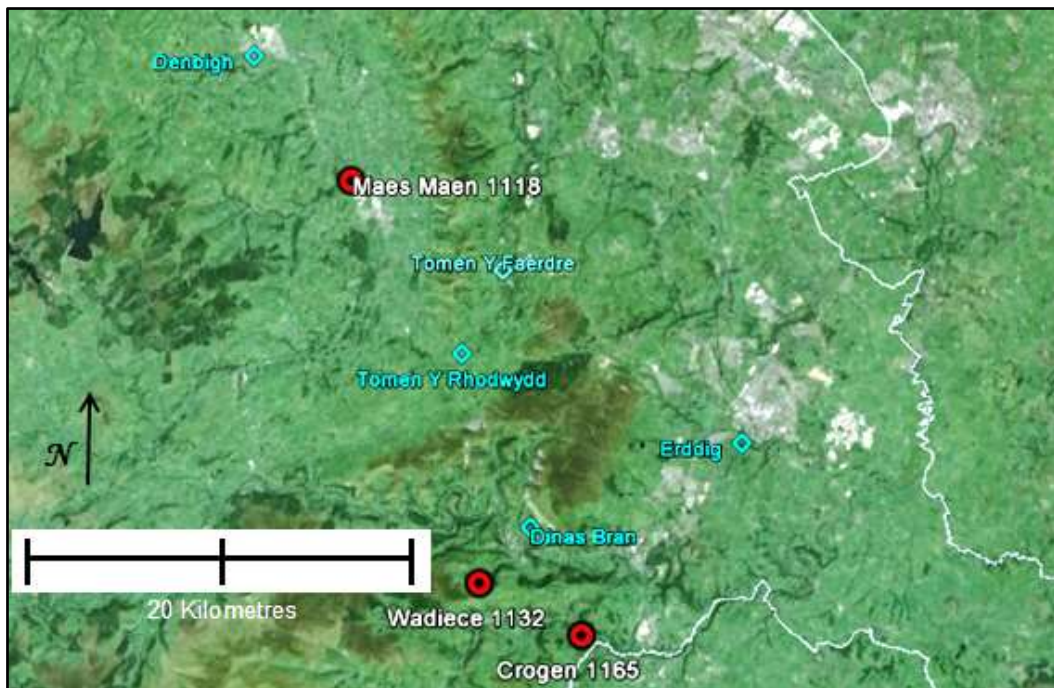 Denbigh
Maes Maen 1118
Tomen Y Faerdre
Tomen Y Rhodwydd
N
Erddig
Dinas Bran
20 Kilometres
Wadiece 1132
Crogen 1165